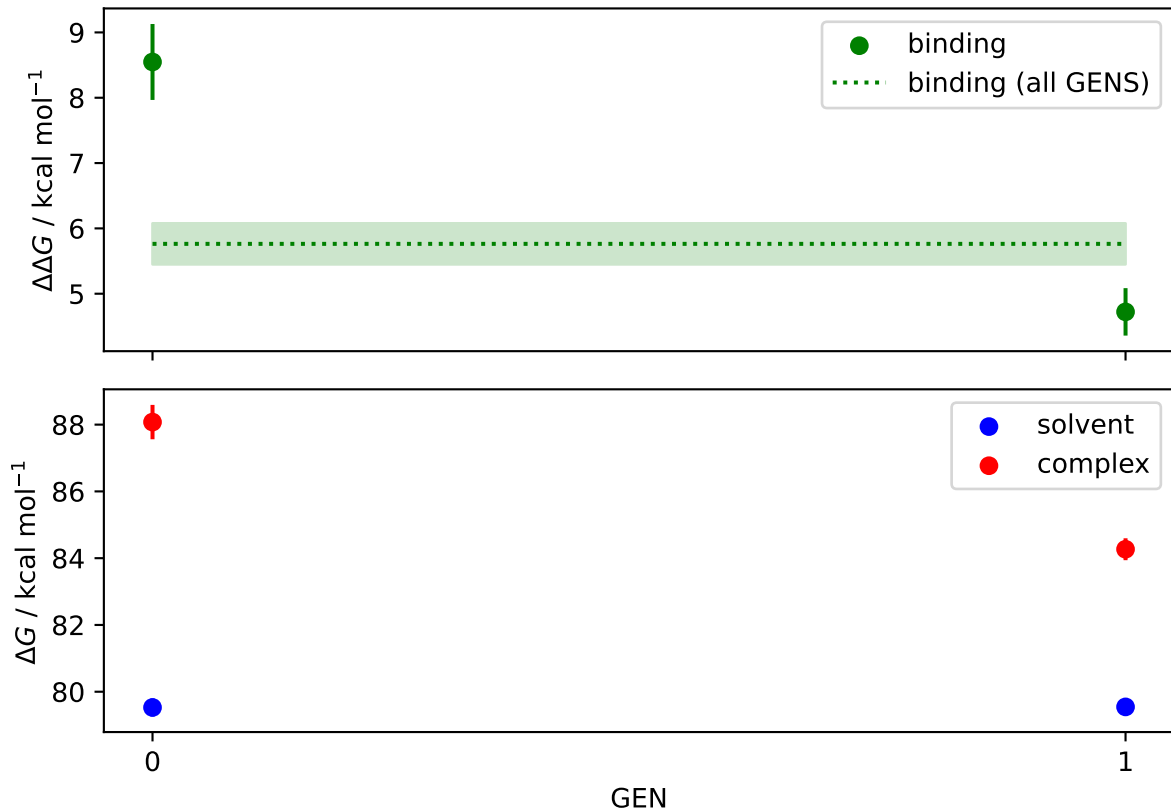 9
8
7
6
5
ΔΔG / kcal mol⁻¹
binding
binding (all GENS)
88
86
84
82
80
ΔG / kcal mol⁻¹
solvent
complex
0 1
GEN